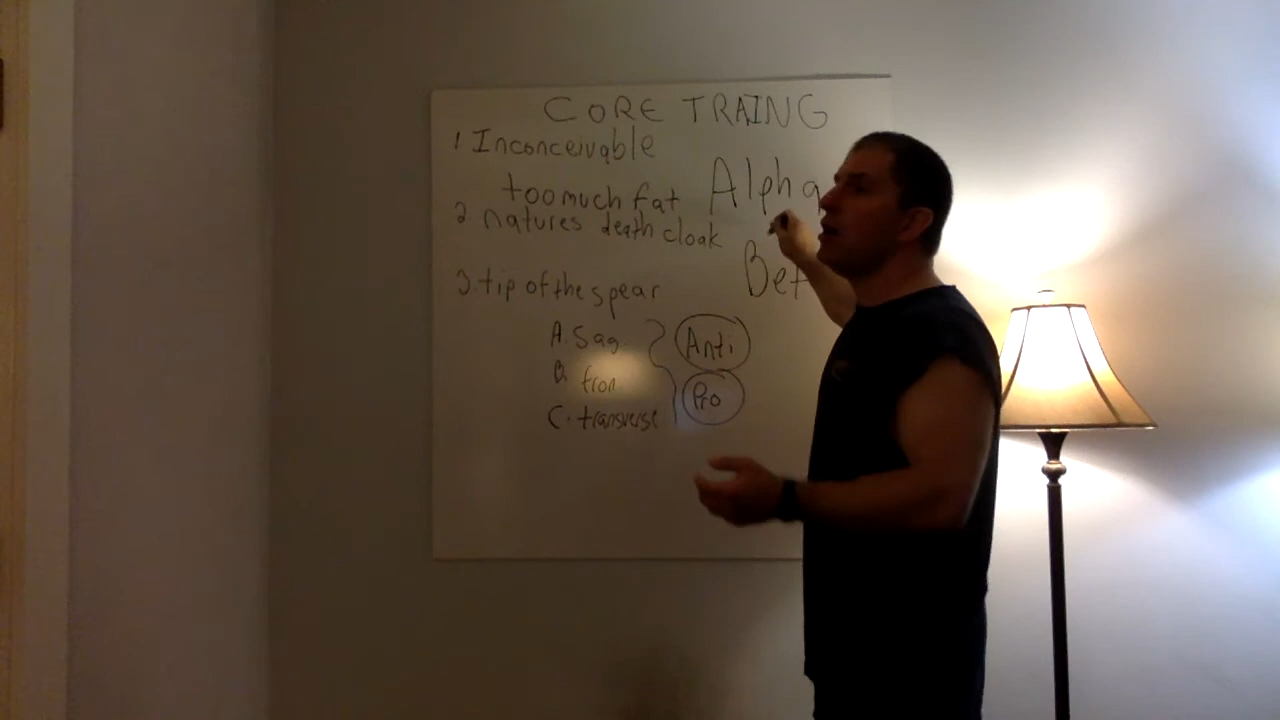 CORE TRAING
1 Inconceivable
too much fat
2. natures death cloak
3. tip of the spear
A. Sag.
B. fron
C. transverse
Anti
Pro
Alpha
Bet